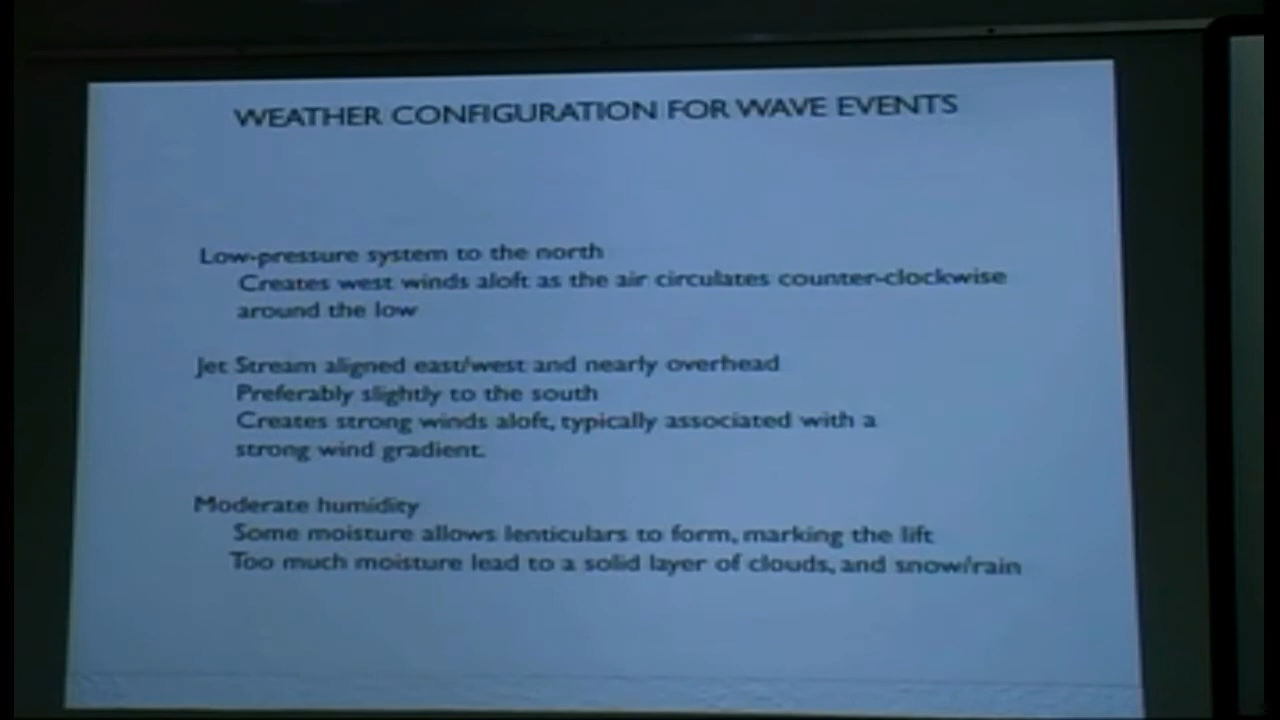 WEATHER CONFIGURATION FOR WAVE EVENTS
Low-pressure system to the north
Creates west winds aloft as the air circulates counter-clockwise
around the low
Jet Stream aligned east/west and nearly overhead
Preferably slightly to the south
Creates strong winds aloft, typically associated with a
strong wind gradient.
Moderate humidity
Some moisture allows lenticulars to form, marking the lift
Too much moisture lead to a solid layer of clouds, and snow/rain